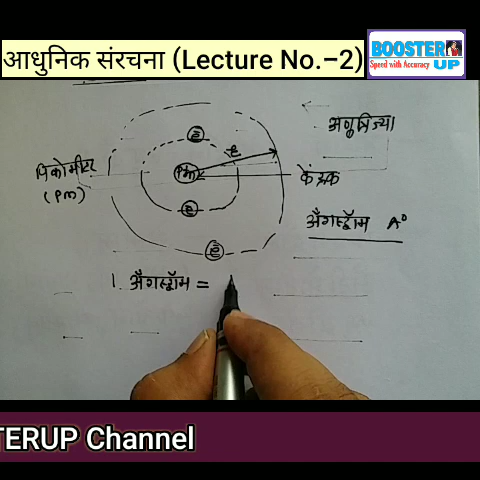 आधुनिक संरचना (Lecture No.–2)
BOOSTER
UP
Speed with Accuracy
अणुत्रिज्या
पिकोमीटर
(Pm)
केंद्रक
अँगस्ट्रॉम A°
1. अँगस्ट्रॉम =
TERUP Channel